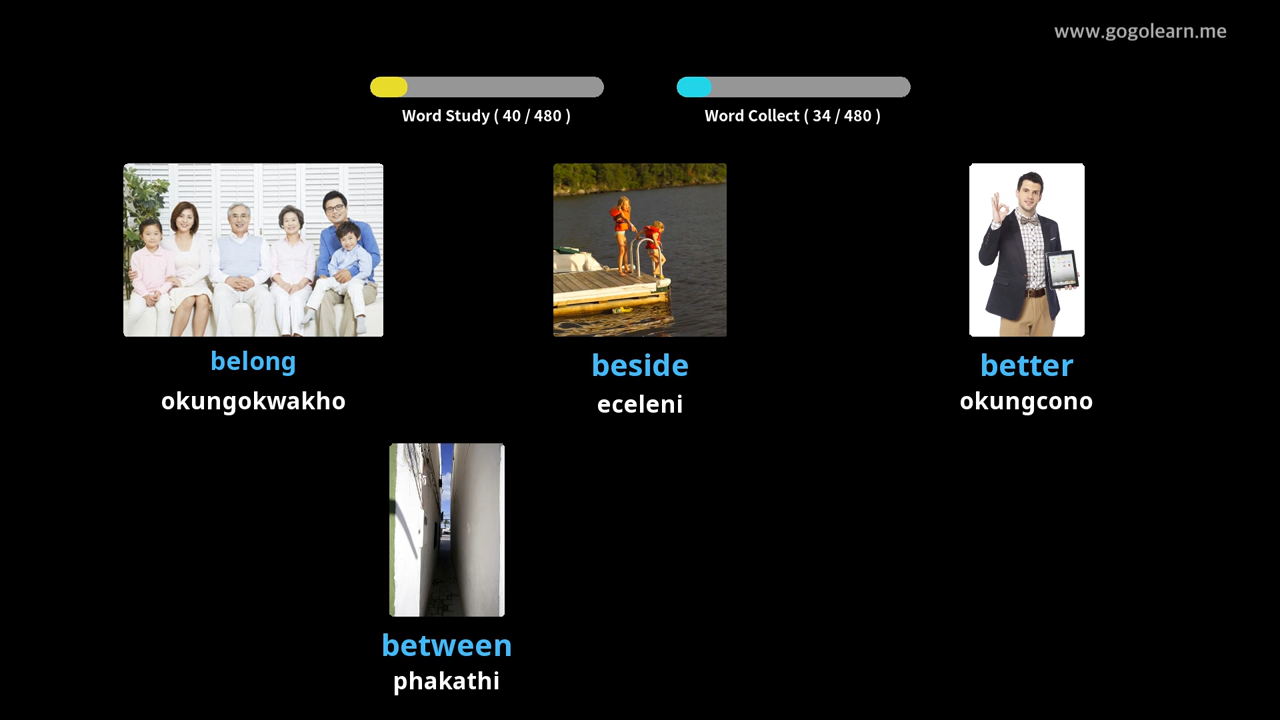 www.gogolearn.me
Word Study ( 40 / 480 )
Word Collect ( 34 / 480 )
belong
okungokwakho
beside
eceleni
better
okungcono
between
phakathi